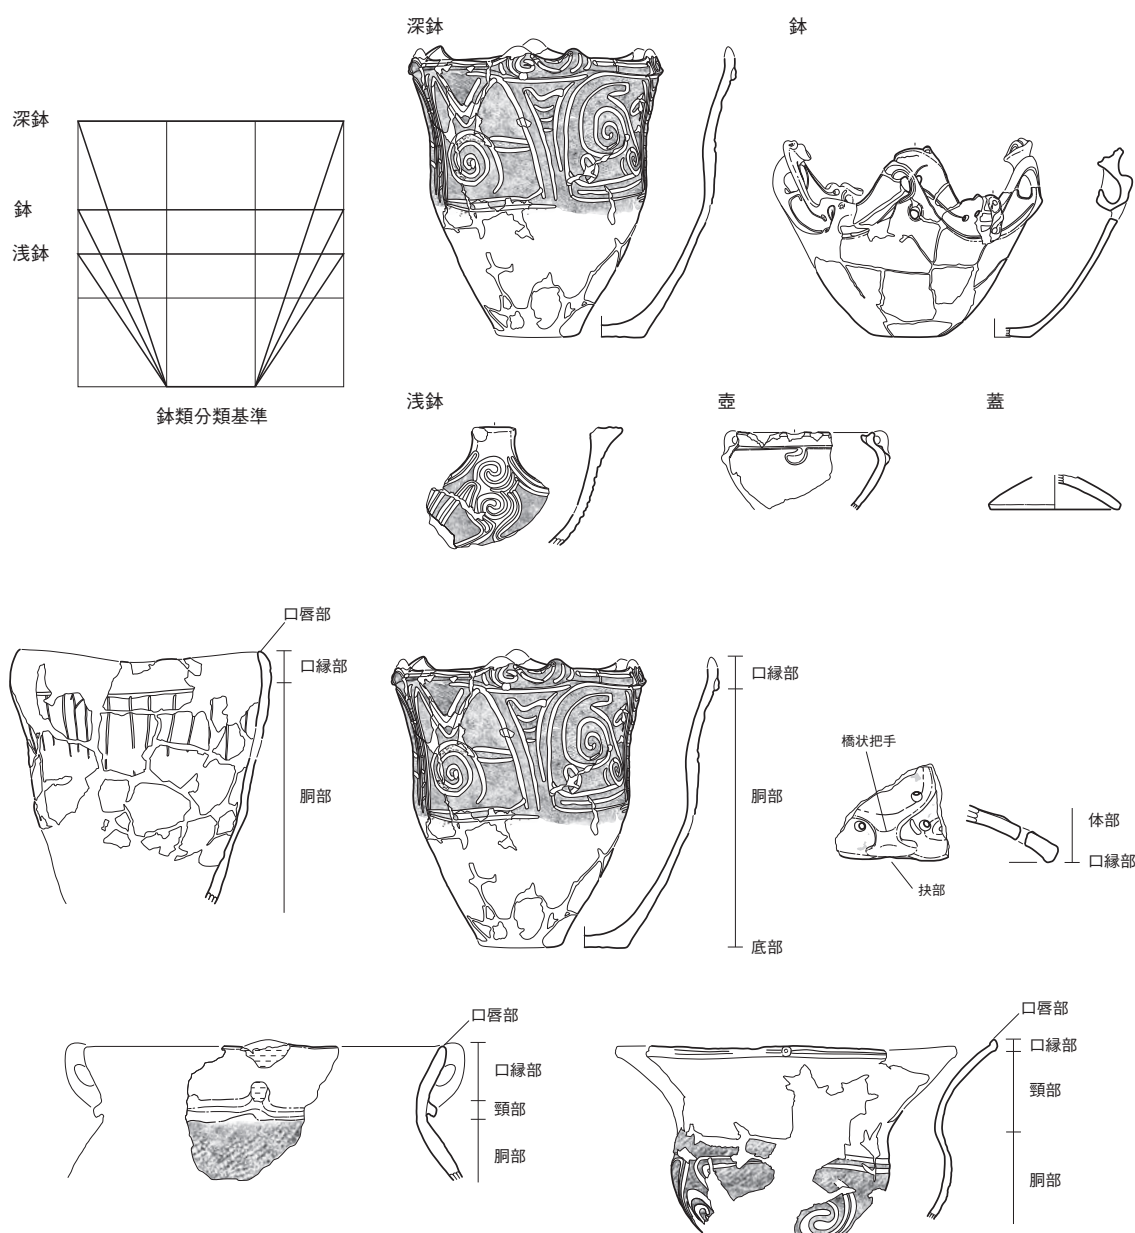 深鉢
鉢
深鉢
鉢
浅鉢
鉢類分類基準
浅鉢
壺
蓋
口唇部
口縁部
胴部
口縁部
胴部
底部
橋状把手
体部
口縁部
抉部
口唇部
口縁部
頸部
胴部
口唇部
口縁部
頸部
胴部